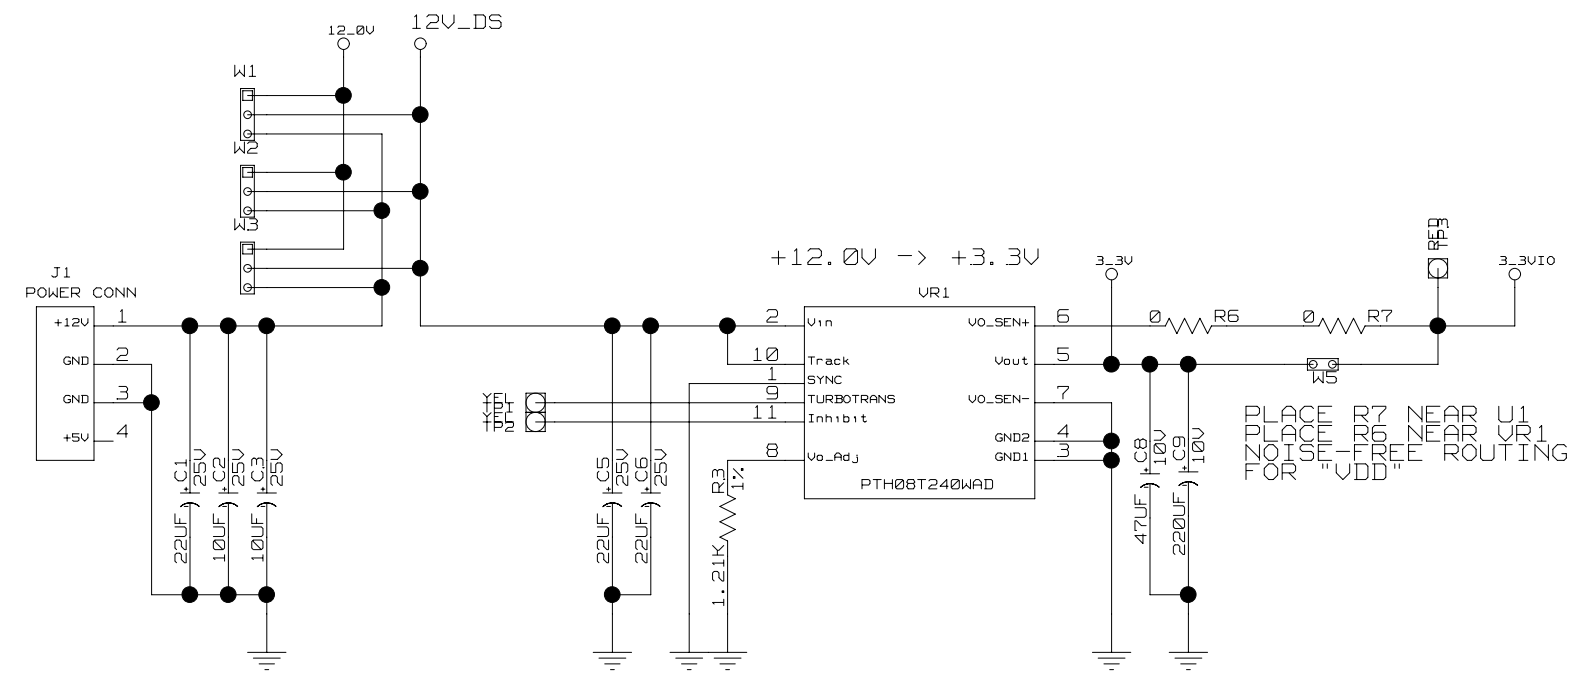 12_0V
12V_DS
W1
W2
W3
J1
POWER CONN
+12V 1
GND 2
GND 3
+5V 4
C1 25V
22UF
C2 25V
10UF
C3 25V
10UF
YEL
TP1
YEL
TP2
C5 25V
22UF
C6 25V
22UF
R3 1%
1.21K
+12.0V -> +3.3V
VR1
2 Vin
10 Track
1 SYNC
9 TURBOTRANS
11 Inhibit
8 Vo_Adj
VO_SEN+ 6
Vout 5
VO_SEN- 7
GND2 4
GND1 3
PTH08T240WAD
3_3V
0 R6
0 R7
RED
TP3
3_3VIO
W5
C8 10V
47UF
C9 10V
220UF
PLACE R7 NEAR U1
PLACE R6 NEAR VR1
NOISE-FREE ROUTING
FOR "VDD"